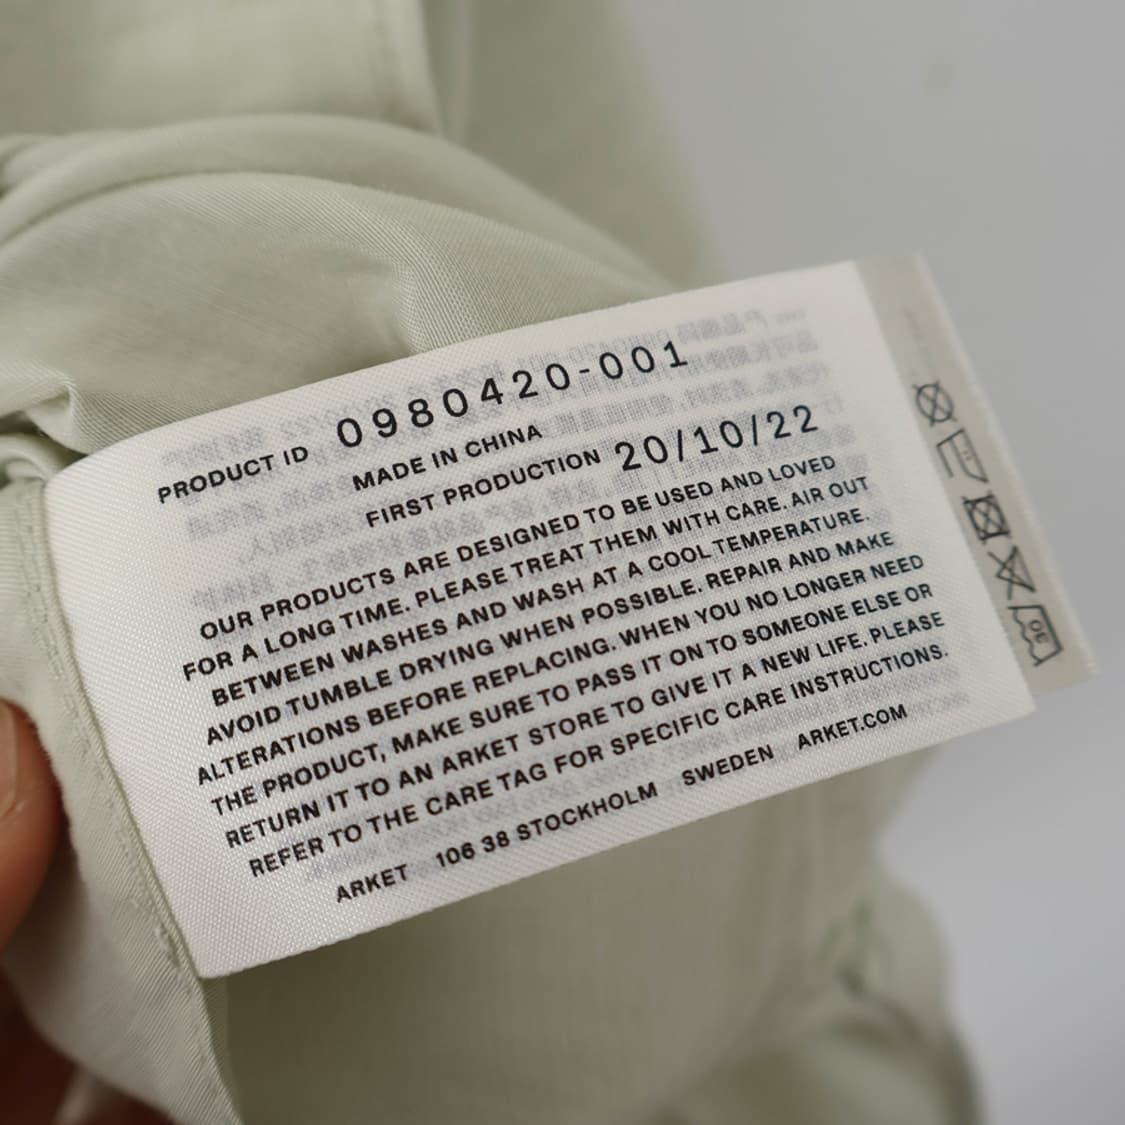 PRODUCT ID 0980420-001
MADE IN CHINA
FIRST PRODUCTION 20/10/22
OUR PRODUCTS ARE DESIGNED TO BE USED AND LOVED
FOR A LONG TIME. PLEASE TREAT THEM WITH CARE. AIR OUT
BETWEEN WASHES AND WASH AT A COOL TEMPERATURE.
AVOID TUMBLE DRYING WHEN POSSIBLE. REPAIR AND MAKE
ALTERATIONS BEFORE REPLACING. WHEN YOU NO LONGER NEED
THE PRODUCT, MAKE SURE TO PASS IT ON TO SOMEONE ELSE OR
RETURN IT TO AN ARKET STORE TO GIVE IT A NEW LIFE. PLEASE
REFER TO THE CARE TAG FOR SPECIFIC CARE INSTRUCTIONS.
ARKET 106 38 STOCKHOLM SWEDEN ARKET.COM